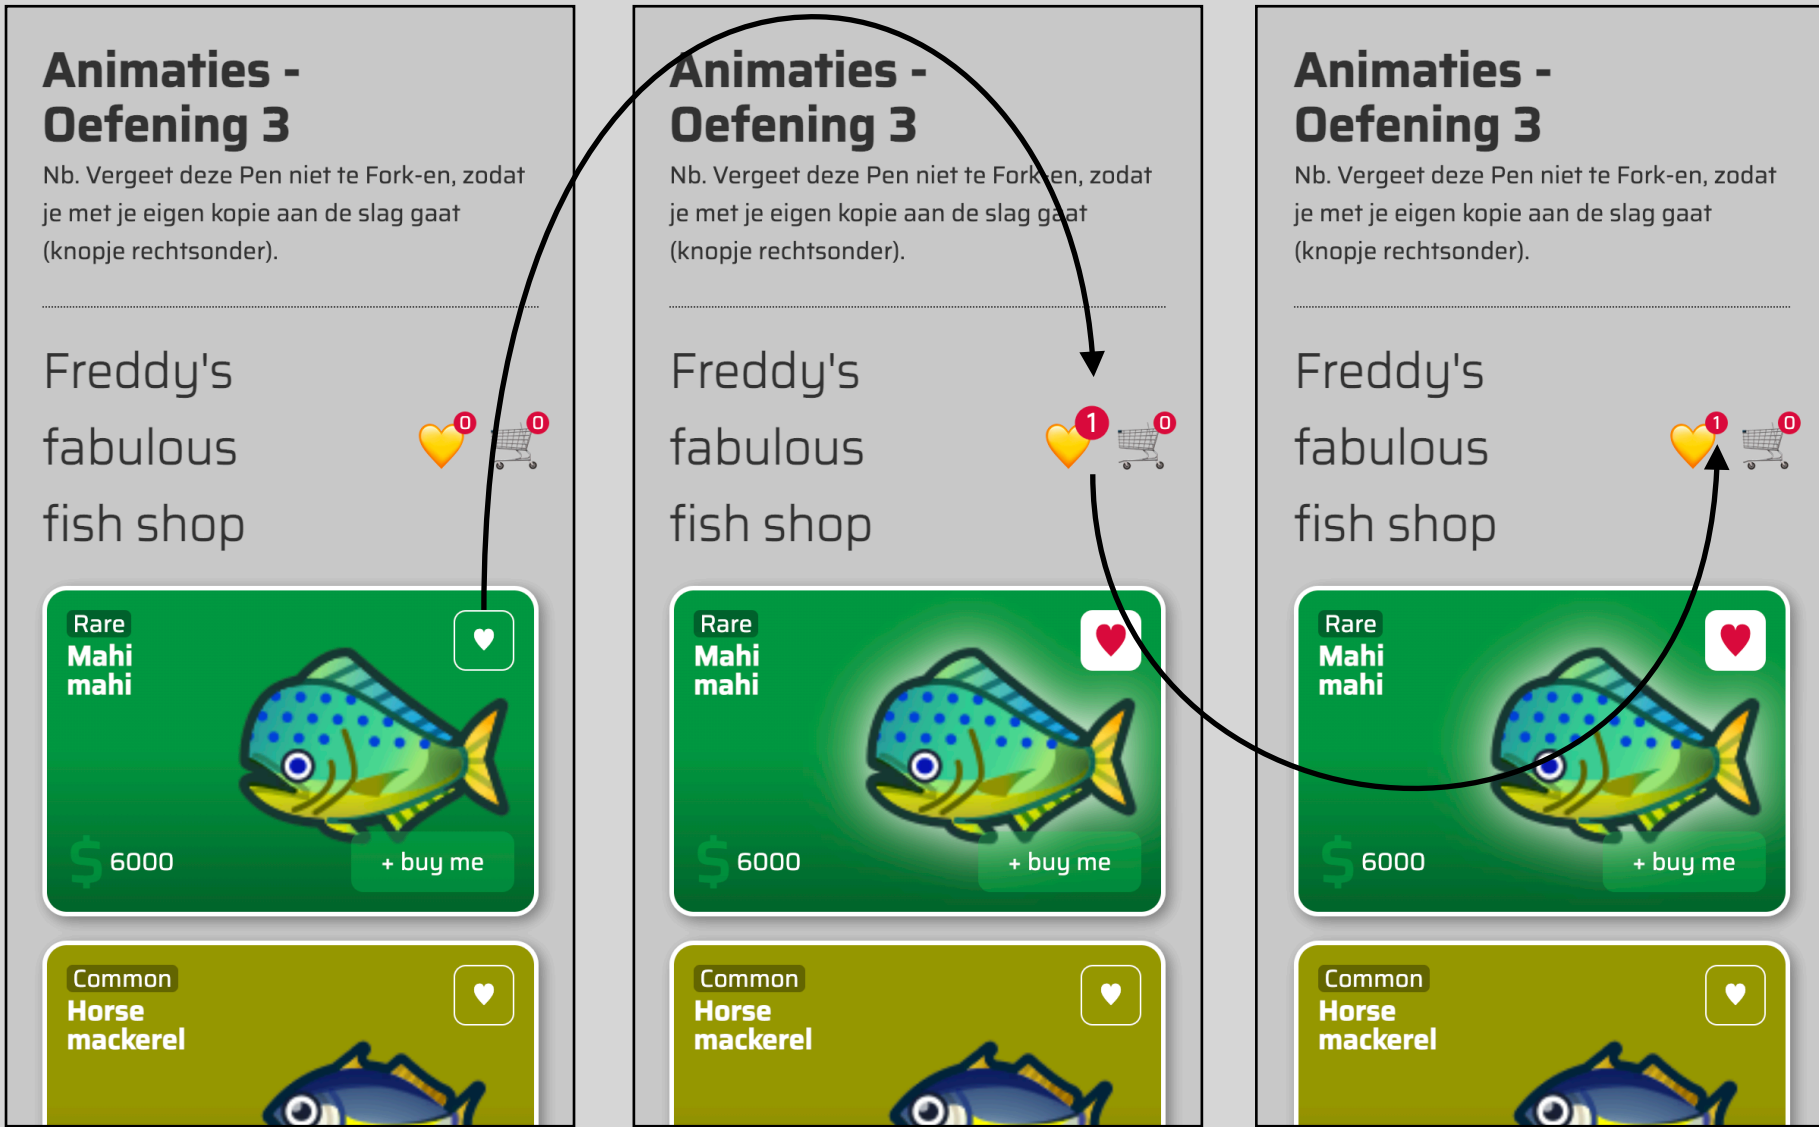 Animaties -
Oefening 3
Nb. Vergeet deze Pen niet te Fork-en, zodat
je met je eigen kopie aan de slag gaat
(knopje rechtsonder).
Freddy's
fabulous
fish shop
0
0
Rare
Mahi
mahi
$ 6000
+ buy me
Common
Horse
mackerel
Animaties -
Oefening 3
Nb. Vergeet deze Pen niet te Fork-en, zodat
je met je eigen kopie aan de slag gaat
(knopje rechtsonder).
Freddy's
fabulous
fish shop
1
0
Rare
Mahi
mahi
$ 6000
+ buy me
Common
Horse
mackerel
Animaties -
Oefening 3
Nb. Vergeet deze Pen niet te Fork-en, zodat
je met je eigen kopie aan de slag gaat
(knopje rechtsonder).
Freddy's
fabulous
fish shop
1
0
Rare
Mahi
mahi
$ 6000
+ buy me
Common
Horse
mackerel